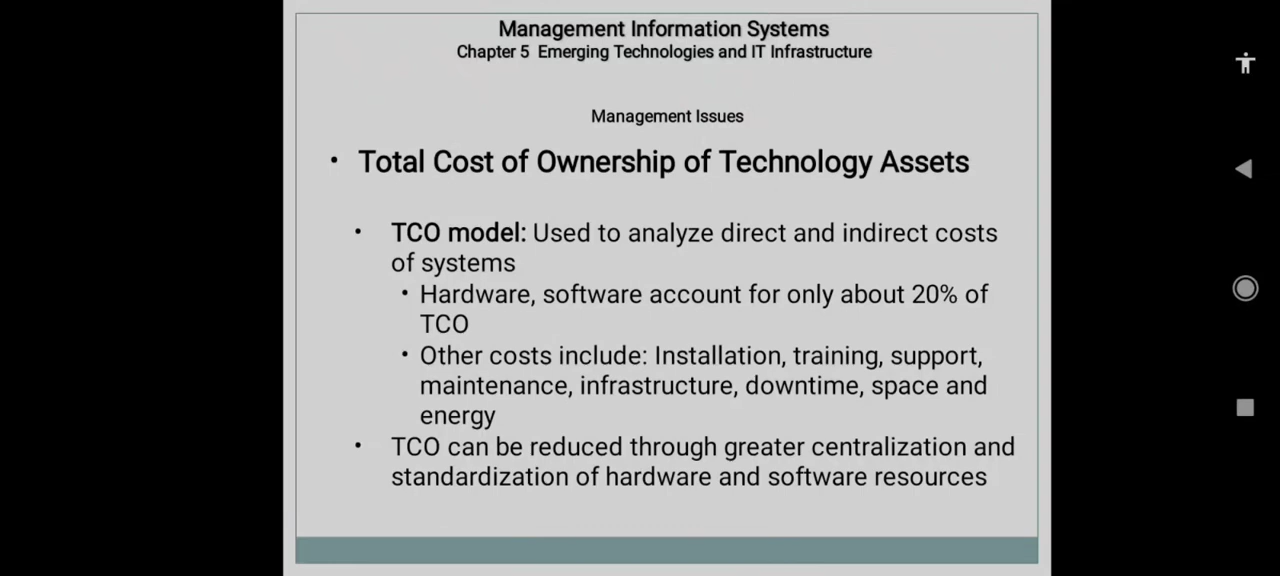 Management Information Systems
Chapter 5 Emerging Technologies and IT Infrastructure
Management Issues
• Total Cost of Ownership of Technology Assets
• TCO model: Used to analyze direct and indirect costs
of systems
• Hardware, software account for only about 20% of
TCO
• Other costs include: Installation, training, support,
maintenance, infrastructure, downtime, space and
energy
• TCO can be reduced through greater centralization and
standardization of hardware and software resources